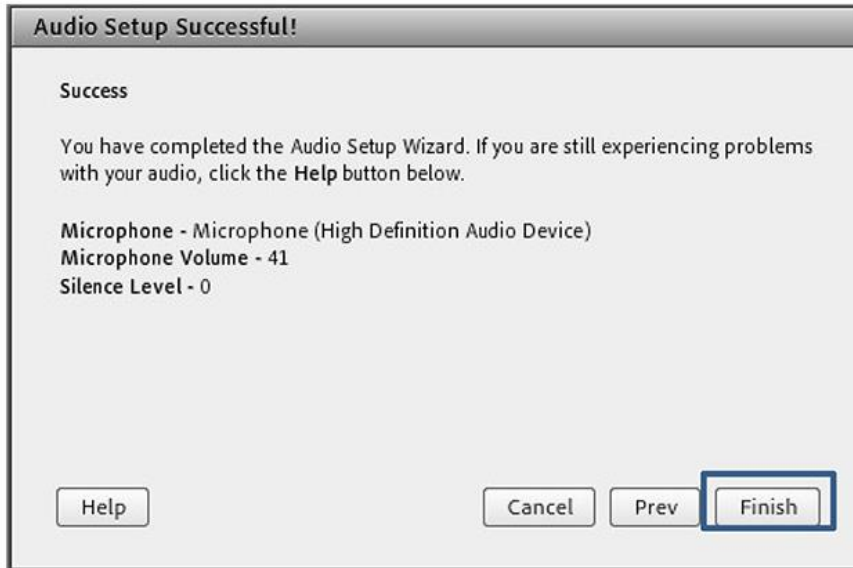 Audio Setup Successful!
Success
You have completed the Audio Setup Wizard. If you are still experiencing problems
with your audio, click the Help button below.
Microphone - Microphone (High Definition Audio Device)
Microphone Volume - 41
Silence Level - 0
Help Cancel Prev Finish